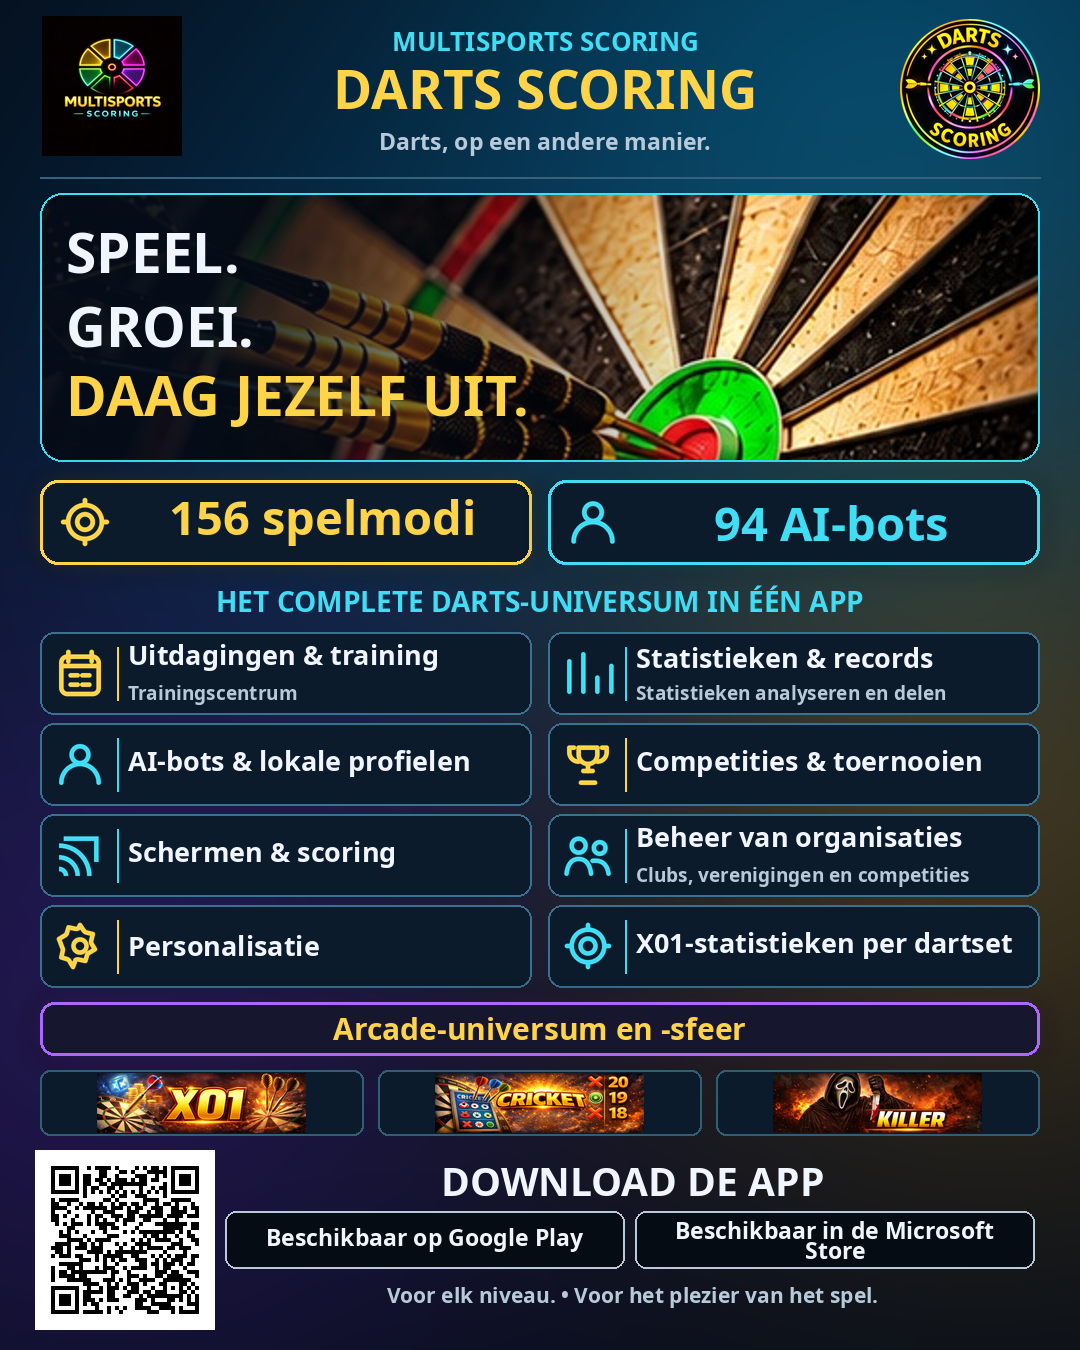 MULTISPORTS
SCORING
MULTISPORTS SCORING
DARTS SCORING
Darts, op een andere manier.
DARTS
SCORING
SPEEL.
GROEI.
DAAG JEZELF UIT.
156 spelmodi
94 AI-bots
HET COMPLETE DARTS-UNIVERSUM IN ÉÉN APP
Uitdagingen & training
Trainingscentrum
Statistieken & records
Statistieken analyseren en delen
AI-bots & lokale profielen
Competities & toernooien
Schermen & scoring
Beheer van organisaties
Clubs, verenigingen en competities
Personalisatie
X01-statistieken per dartset
Arcade-universum en -sfeer
X01
CRICKET
CRICKET
20
19
18
KILLER
DOWNLOAD DE APP
Beschikbaar op Google Play
Beschikbaar in de Microsoft
Store
Voor elk niveau. • Voor het plezier van het spel.